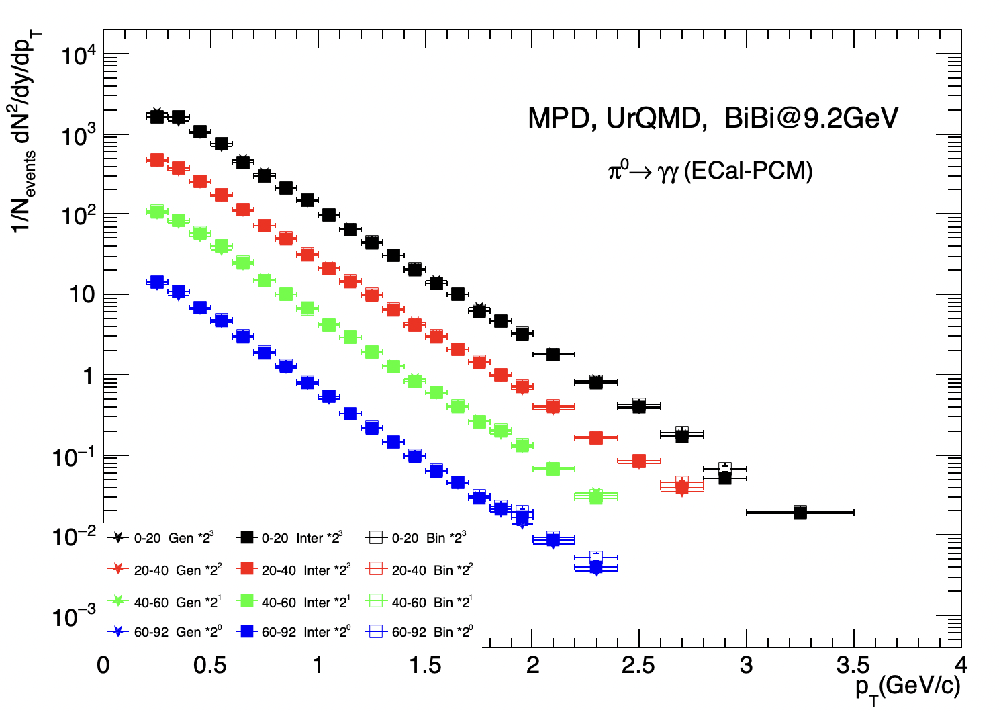 1/N_events dN²/dy/dp_T
10⁴
10³
10²
10
1
10⁻¹
10⁻²
10⁻³
MPD, UrQMD, BiBi@9.2GeV
π⁰→ γγ (ECal-PCM)
0-20 Gen *2³ 0-20 Inter *2³ 0-20 Bin *2³
20-40 Gen *2² 20-40 Inter *2² 20-40 Bin *2²
40-60 Gen *2¹ 40-60 Inter *2¹ 40-60 Bin *2¹
60-92 Gen *2⁰ 60-92 Inter *2⁰ 60-92 Bin *2⁰
0 0.5 1 1.5 2 2.5 3 3.5 4
p_T(GeV/c)